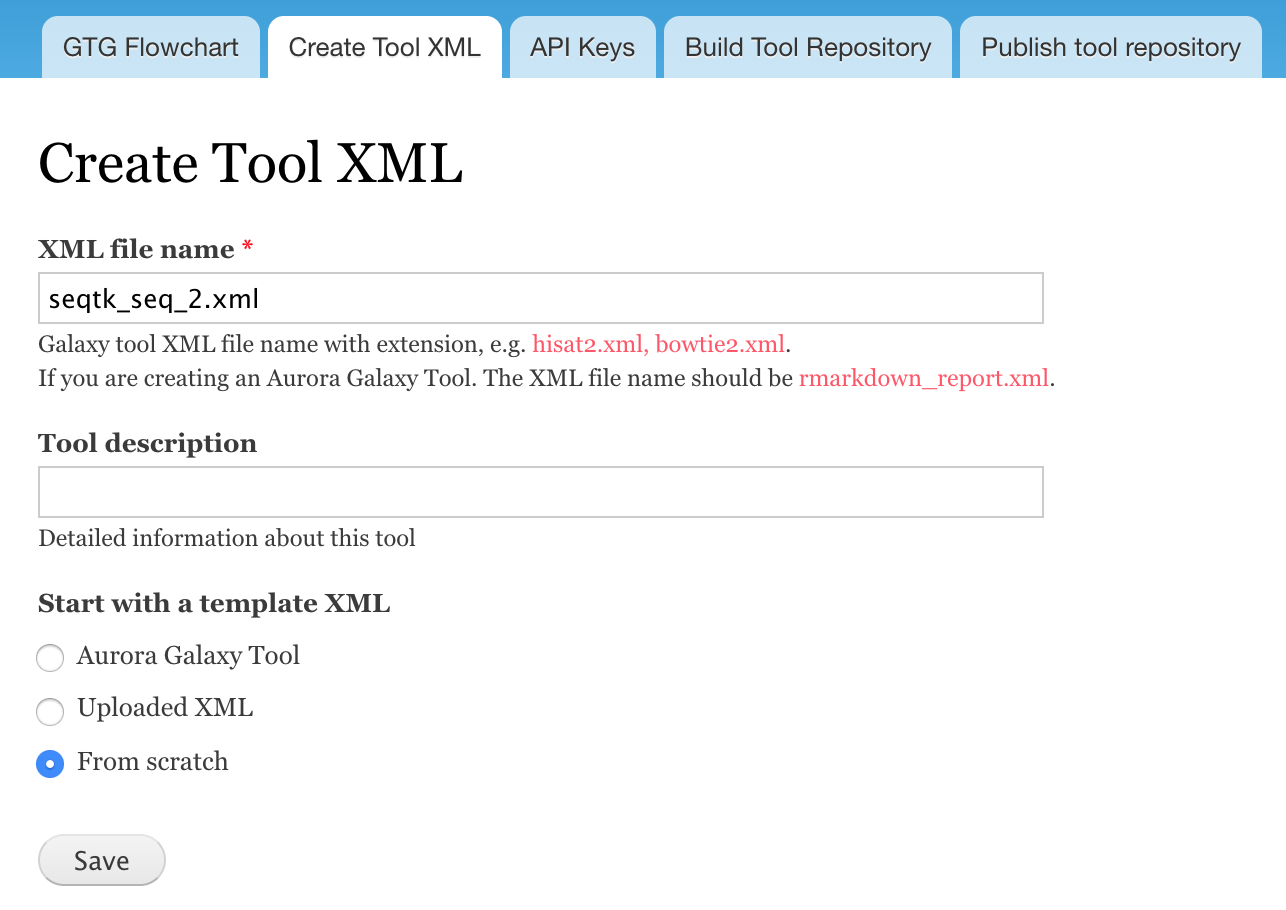 GTG Flowchart Create Tool XML API Keys Build Tool Repository Publish tool repository
Create Tool XML
XML file name *
seqtk_seq_2.xml
Galaxy tool XML file name with extension, e.g. hisat2.xml, bowtie2.xml.
If you are creating an Aurora Galaxy Tool. The XML file name should be rmarkdown_report.xml.
Tool description
Detailed information about this tool
Start with a template XML
Aurora Galaxy Tool
Uploaded XML
From scratch
Save